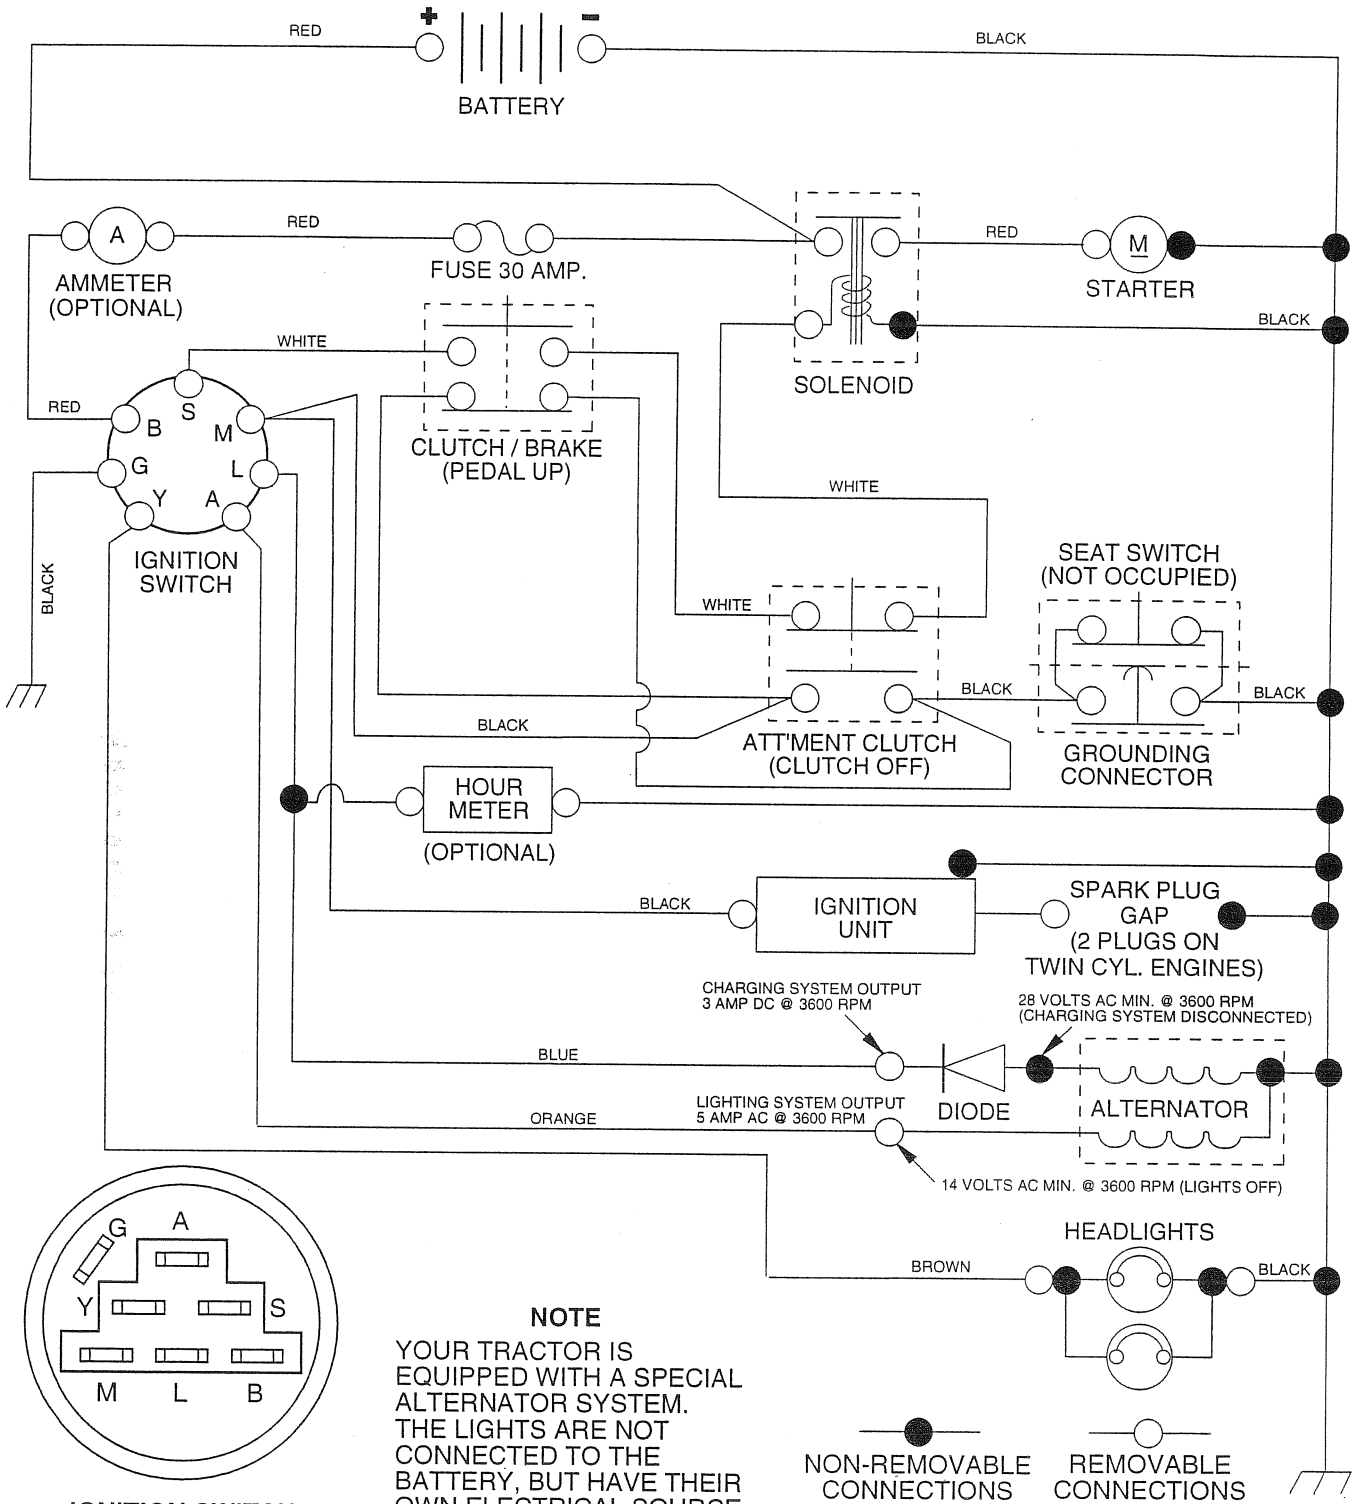 + -
RED
BLACK
BATTERY
A
RED
FUSE 30 AMP.
AMMETER
(OPTIONAL)
RED
M
STARTER
BLACK
SOLENOID
WHITE
CLUTCH / BRAKE
(PEDAL UP)
RED
S
B
M
G
L
Y
A
IGNITION
SWITCH
BLACK
WHITE
WHITE
SEAT SWITCH
(NOT OCCUPIED)
BLACK
BLACK
BLACK
ATT'MENT CLUTCH
(CLUTCH OFF)
GROUNDING
CONNECTOR
HOUR
METER
(OPTIONAL)
BLACK
IGNITION
UNIT
SPARK PLUG
GAP
(2 PLUGS ON
TWIN CYL. ENGINES)
CHARGING SYSTEM OUTPUT
3 AMP DC @ 3600 RPM
28 VOLTS AC MIN. @ 3600 RPM
(CHARGING SYSTEM DISCONNECTED)
BLUE
DIODE
ALTERNATOR
LIGHTING SYSTEM OUTPUT
5 AMP AC @ 3600 RPM
ORANGE
14 VOLTS AC MIN. @ 3600 RPM (LIGHTS OFF)
HEADLIGHTS
BROWN
BLACK
G
A
Y
S
M
L
B
NOTE
YOUR TRACTOR IS
EQUIPPED WITH A SPECIAL
ALTERNATOR SYSTEM.
THE LIGHTS ARE NOT
CONNECTED TO THE
BATTERY, BUT HAVE THEIR
OWN ELECTRICAL SOURCE
NON-REMOVABLE
CONNECTIONS
REMOVABLE
CONNECTIONS
IGNITION SWITCH